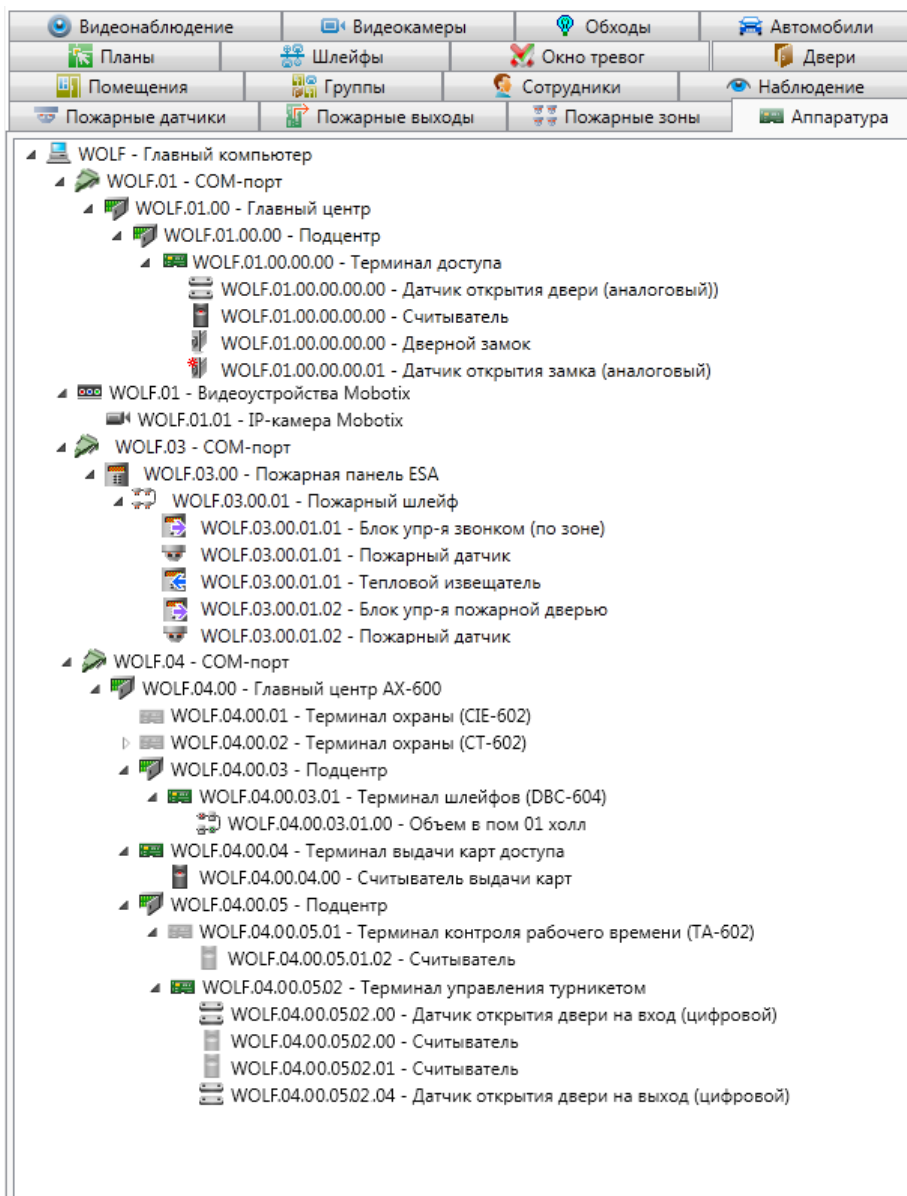 Видеонаблюдение Видеокамеры Обходы Автомобили
Планы Шлейфы Окно тревог Двери
Помещения Группы Сотрудники Наблюдение
Пожарные датчики Пожарные выходы Пожарные зоны Аппаратура
WOLF - Главный компьютер
WOLF.01 - COM-порт
WOLF.01.00 - Главный центр
WOLF.01.00.00 - Подцентр
WOLF.01.00.00.00 - Терминал доступа
WOLF.01.00.00.00.00 - Датчик открытия двери (аналоговый))
WOLF.01.00.00.00.00 - Считыватель
WOLF.01.00.00.00.00 - Дверной замок
WOLF.01.00.00.00.01 - Датчик открытия замка (аналоговый)
WOLF.01 - Видеоустройства Mobotix
WOLF.01.01 - IP-камера Mobotix
WOLF.03 - COM-порт
WOLF.03.00 - Пожарная панель ESA
WOLF.03.00.01 - Пожарный шлейф
WOLF.03.00.01.01 - Блок упр-я звонком (по зоне)
WOLF.03.00.01.01 - Пожарный датчик
WOLF.03.00.01.01 - Тепловой извещатель
WOLF.03.00.01.02 - Блок упр-я пожарной дверью
WOLF.03.00.01.02 - Пожарный датчик
WOLF.04 - COM-порт
WOLF.04.00 - Главный центр AX-600
WOLF.04.00.01 - Терминал охраны (CIE-602)
WOLF.04.00.02 - Терминал охраны (CT-602)
WOLF.04.00.03 - Подцентр
WOLF.04.00.03.01 - Терминал шлейфов (DBC-604)
WOLF.04.00.03.01.00 - Объем в пом 01 холл
WOLF.04.00.04 - Терминал выдачи карт доступа
WOLF.04.00.04.00 - Считыватель выдачи карт
WOLF.04.00.05 - Подцентр
WOLF.04.00.05.01 - Терминал контроля рабочего времени (TA-602)
WOLF.04.00.05.01.02 - Считыватель
WOLF.04.00.05.02 - Терминал управления турникетом
WOLF.04.00.05.02.00 - Датчик открытия двери на вход (цифровой)
WOLF.04.00.05.02.00 - Считыватель
WOLF.04.00.05.02.01 - Считыватель
WOLF.04.00.05.02.04 - Датчик открытия двери на выход (цифровой)